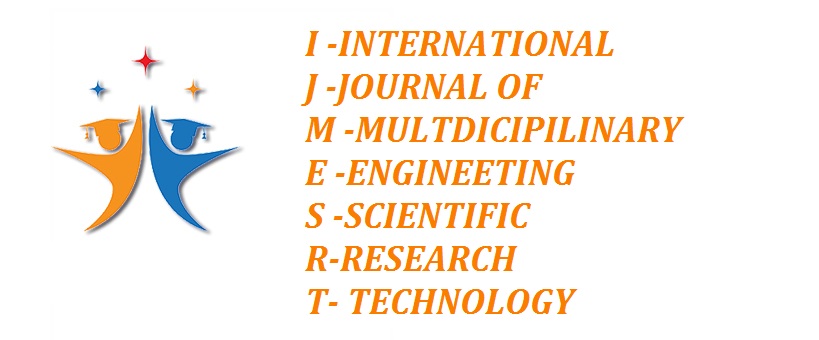 I -INTERNATIONAL
J -JOURNAL OF
M -MULTDICIPILINARY
E -ENGINEETING
S -SCIENTIFIC
R-RESEARCH
T- TECHNOLOGY